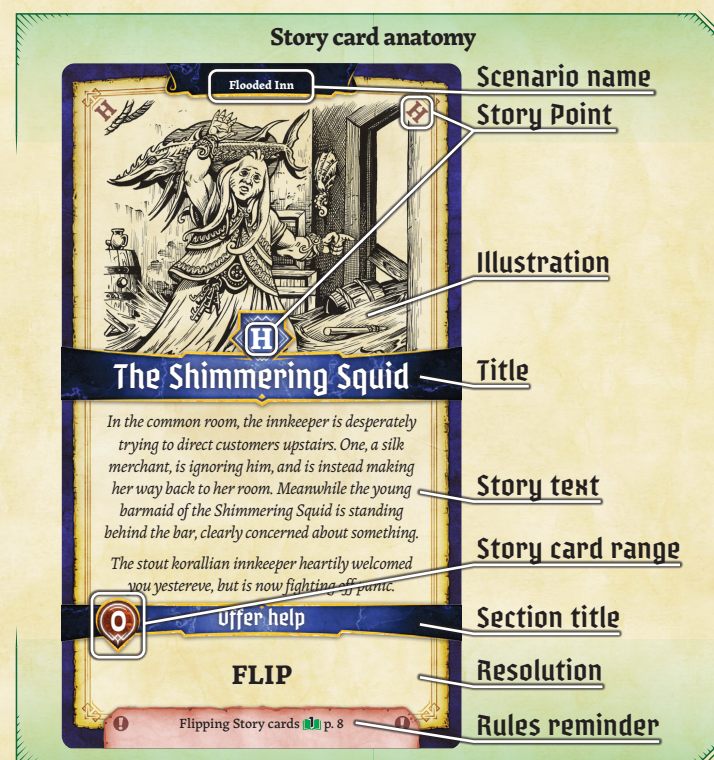 Story card anatomy
Flooded Inn
Scenario name
H
H
Story Point
Illustration
H
The Shimmering Squid
Title
In the common room, the innkeeper is desperately
trying to direct customers upstairs. One, a silk
merchant, is ignoring him, and is instead making
her way back to her room. Meanwhile the young
barmaid of the Shimmering Squid is standing
behind the bar, clearly concerned about something.
Story text
The stout korallian innkeeper heartily welcomed
you yestereve, but is now fighting off panic.
Story card range
0
Offer help
Section title
FLIP
Resolution
! Flipping Story cards 1 p. 8 !
Rules reminder